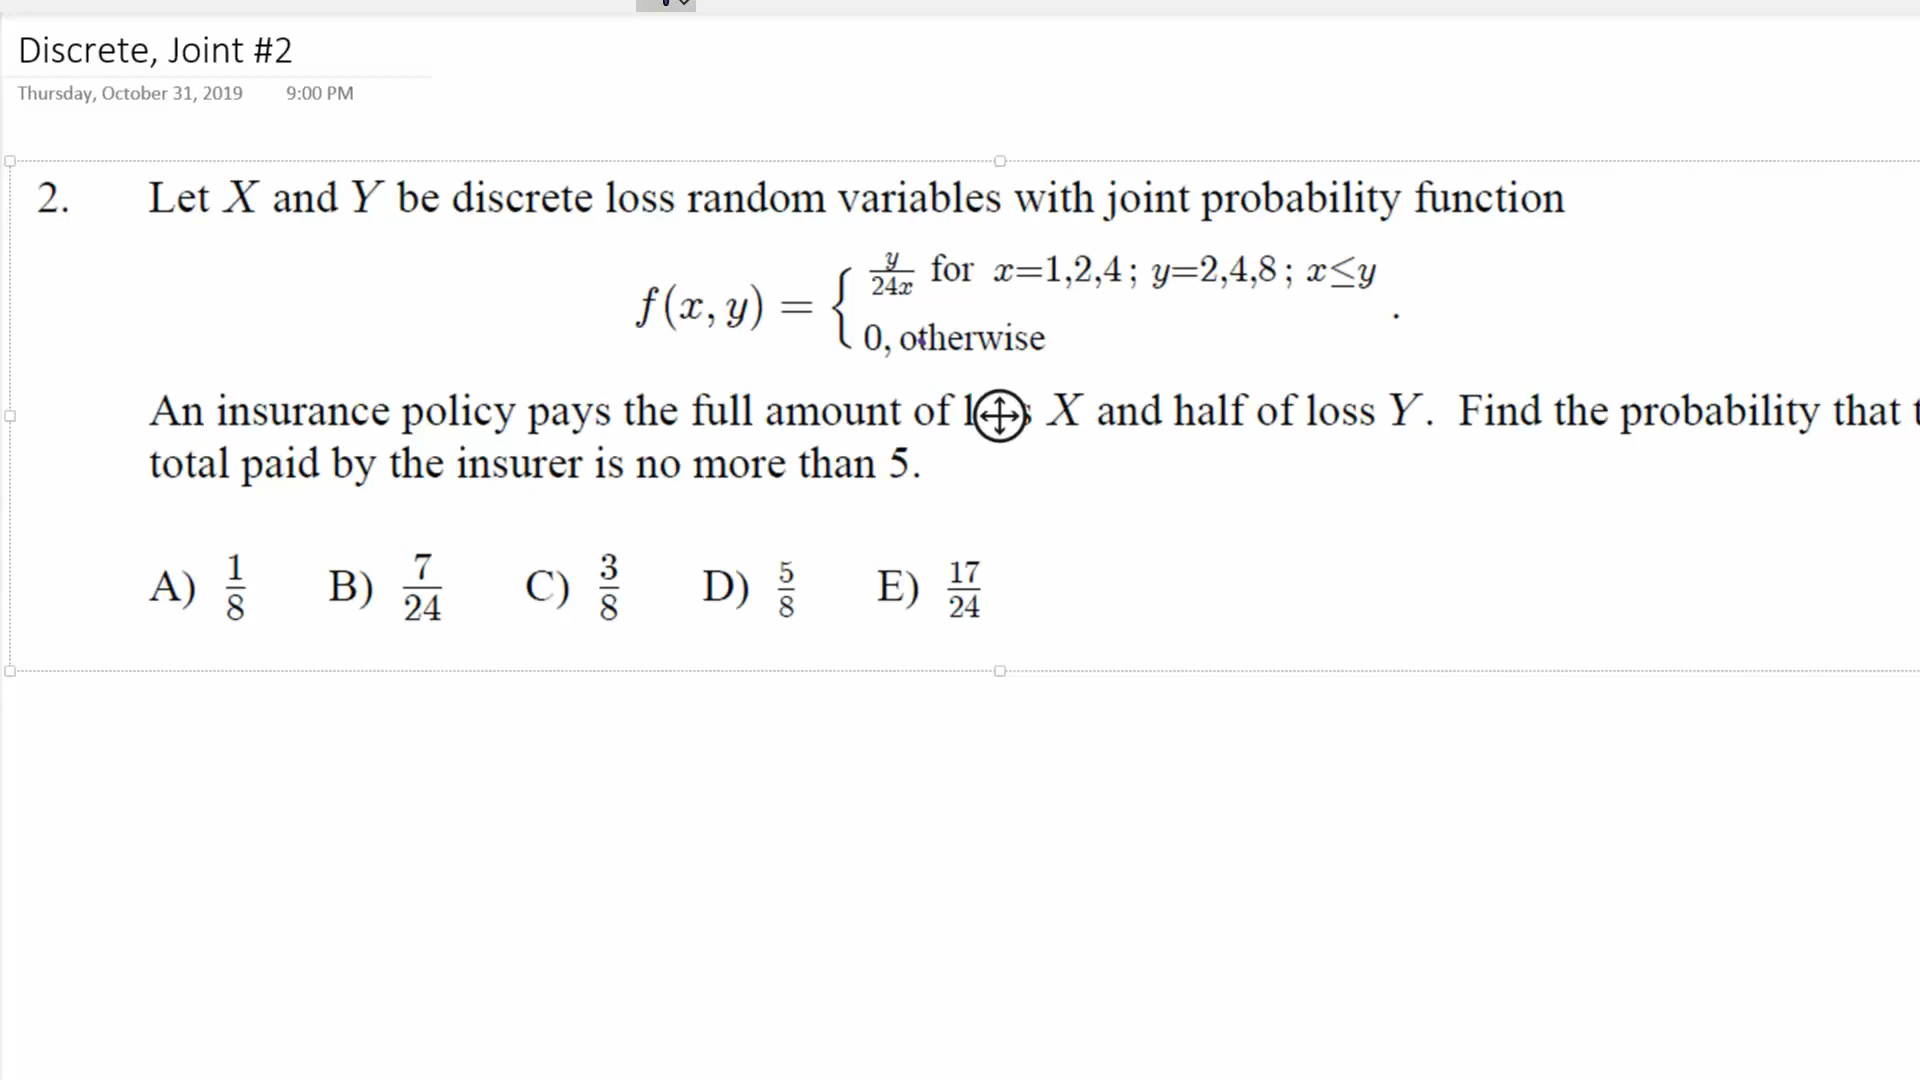 Discrete, Joint #2
Thursday, October 31, 2019 9:00 PM
2. Let X and Y be discrete loss random variables with joint probability function
f(x, y) = { y/24x for x=1,2,4; y=2,4,8; x≤y
0, otherwise .
An insurance policy pays the full amount of X and half of loss Y. Find the probability that
total paid by the insurer is no more than 5.
A) 1/8 B) 7/24 C) 3/8 D) 5/8 E) 17/24